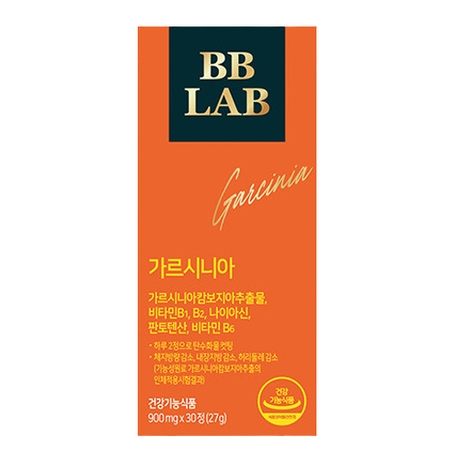 BB
LAB
Garcinia
가르시니아
가르시니아캄보지아추출물,
비타민B1, B2, 나이아신,
판토텐산, 비타민 B6
• 하루 2정으로 탄수화물 컷팅
• 체지방량 감소, 내장지방 감소, 허리둘레 감소
(기능성원료 가르시니아캄보지아추출의
인체적용시험결과)
건강기능식품
900 mg x 30정 (27g)
건강
기능식품